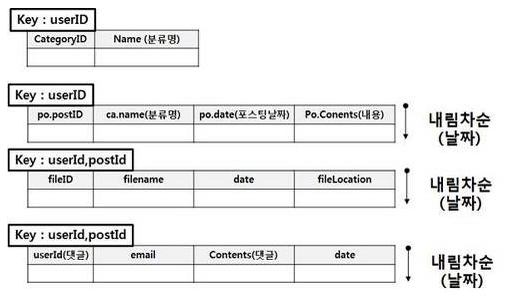 Key : userID
CategoryID Name (분류명)
Key : userID
po.postID ca.name(분류명) po.date(포스팅날짜) Po.Conents(내용)
내림차순
(날짜)
Key : userId,postId
fileID filename date fileLocation
내림차순
(날짜)
Key : userId,postId
userId(댓글) email Contents(댓글) date
내림차순
(날짜)